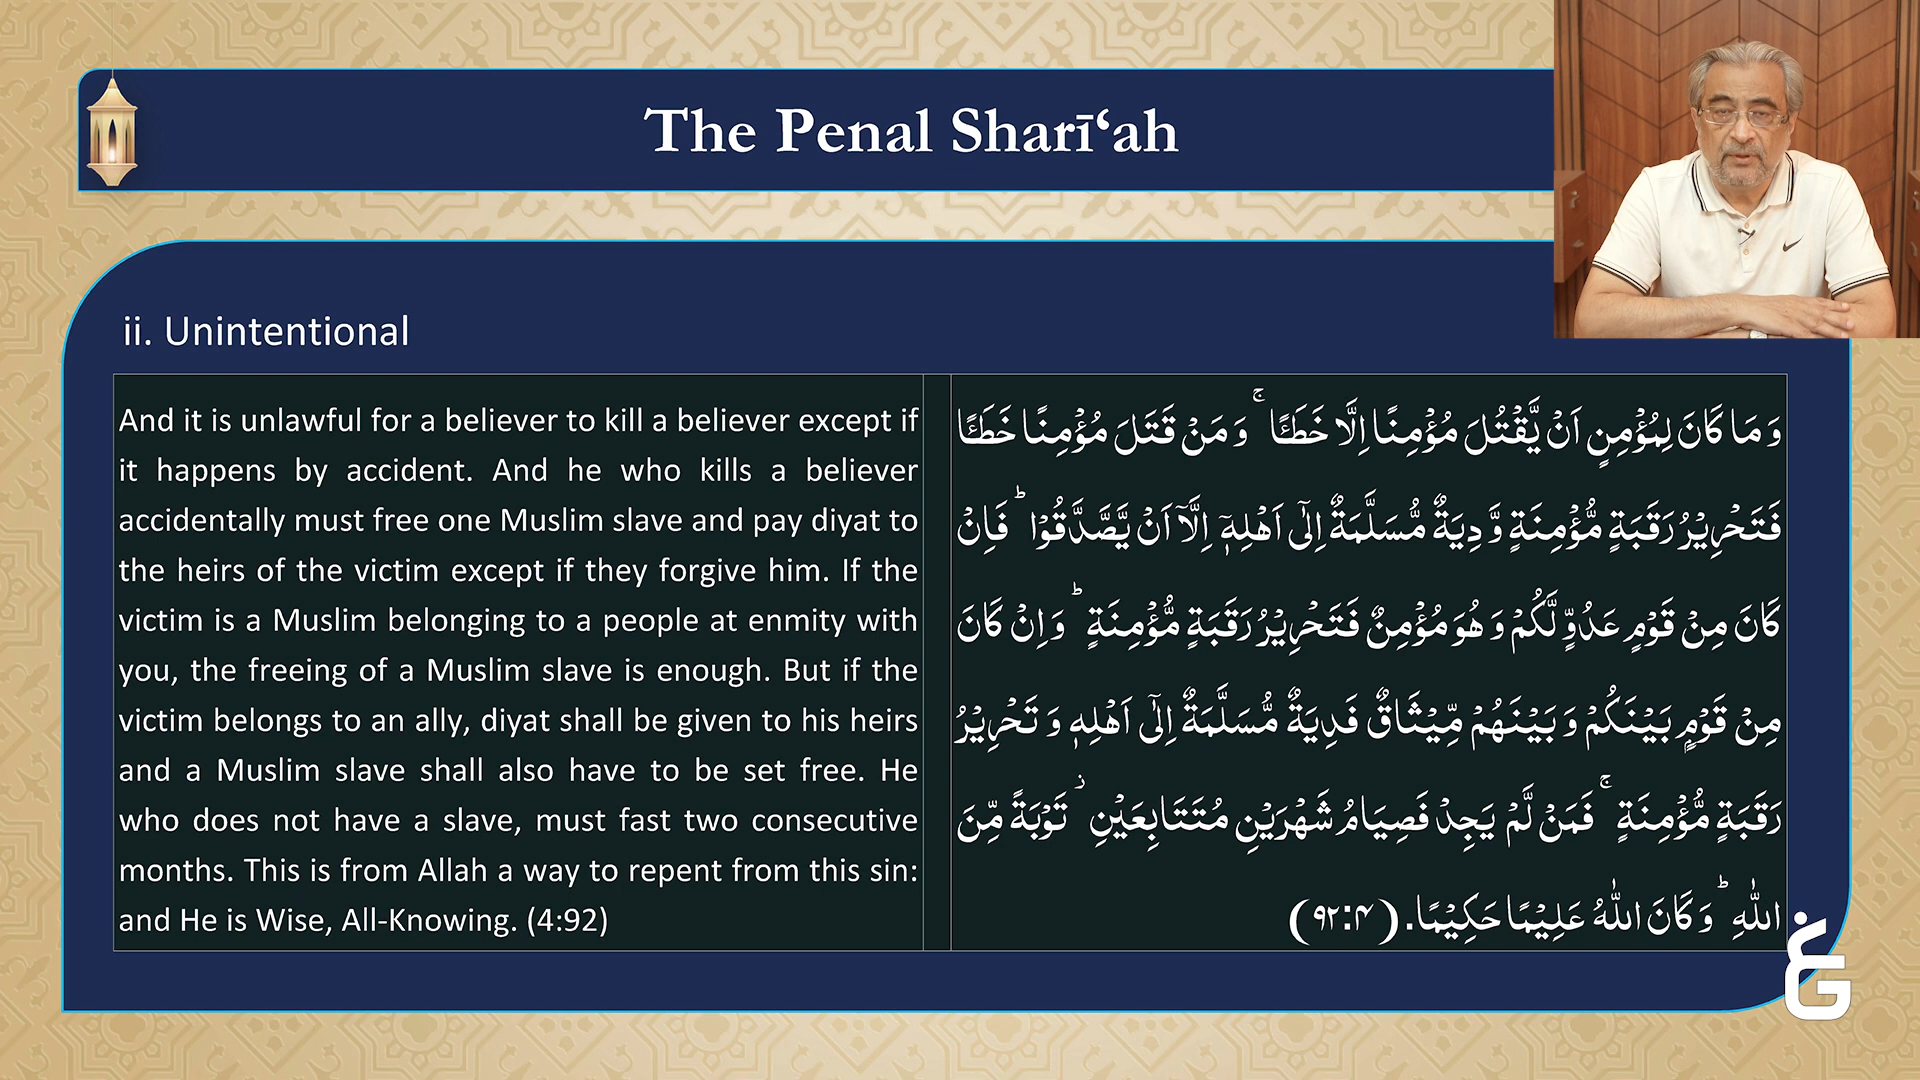 The Penal Sharī‘ah
ii. Unintentional
And it is unlawful for a believer to kill a believer except if
it happens by accident. And he who kills a believer
accidentally must free one Muslim slave and pay diyat to
the heirs of the victim except if they forgive him. If the
victim is a Muslim belonging to a people at enmity with
you, the freeing of a Muslim slave is enough. But if the
victim belongs to an ally, diyat shall be given to his heirs
and a Muslim slave shall also have to be set free. He
who does not have a slave, must fast two consecutive
months. This is from Allah a way to repent from this sin:
and He is Wise, All-Knowing. (4:92)
وَ مَا كَانَ لِمُؤْمِنٍ اَنْ يَّقْتُلَ مُؤْمِنًا اِلَّا خَطَـًٔا ۚ وَ مَنْ قَتَلَ مُؤْمِنًا خَطَـًٔا
فَتَحْرِيْرُ رَقَبَةٍ مُّؤْمِنَةٍ وَّ دِيَةٌ مُّسَلَّمَةٌ اِلٰۤى اَهْلِهٖۤ اِلَّاۤ اَنْ يَّصَّدَّقُوْا ؕ فَاِنْ
كَانَ مِنْ قَوْمٍ عَدُوٍّ لَّكُمْ وَ هُوَ مُؤْمِنٌ فَتَحْرِيْرُ رَقَبَةٍ مُّؤْمِنَةٍ ؕ وَ اِنْ كَانَ
مِنْ قَوْمٍۭ بَيْنَكُمْ وَ بَيْنَهُمْ مِّيْثَاقٌ فَدِيَةٌ مُّسَلَّمَةٌ اِلٰۤى اَهْلِهٖ وَ تَحْرِيْرُ
رَقَبَةٍ مُّؤْمِنَةٍ ۚ فَمَنْ لَّمْ يَجِدْ فَصِيَامُ شَهْرَيْنِ مُتَتَابِعَيْنِ ؗ تَوْبَةً مِّنَ
اللّٰهِ ؕ وَ كَانَ اللّٰهُ عَلِيْمًا حَكِيْمًا. (۴:۹۲)
غ
G